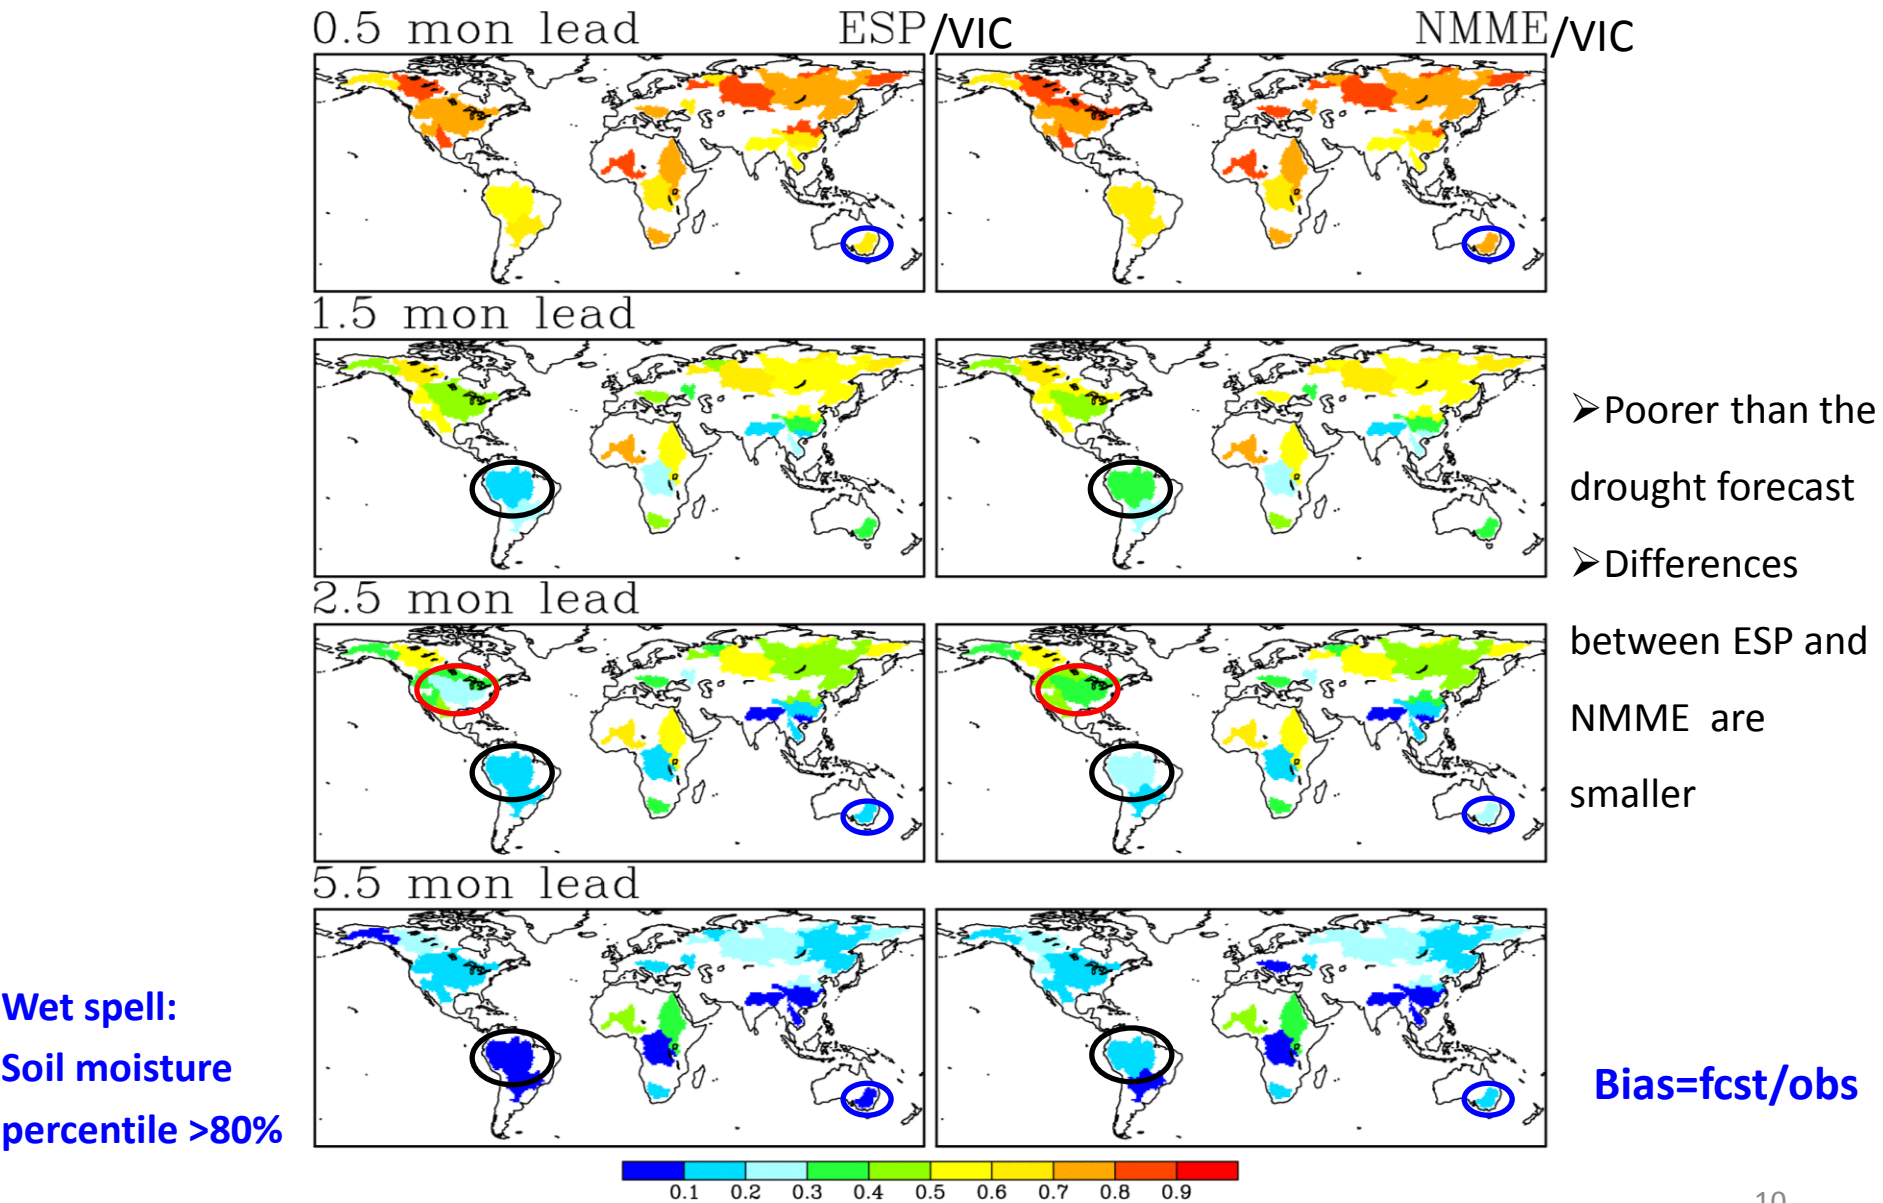 0.5 mon lead ESP/VIC NMME/VIC
1.5 mon lead
➢Poorer than the
drought forecast
➢Differences
between ESP and
NMME are
smaller
2.5 mon lead
5.5 mon lead
Wet spell:
Soil moisture
percentile >80%
Bias=fcst/obs
0.1 0.2 0.3 0.4 0.5 0.6 0.7 0.8 0.9
10